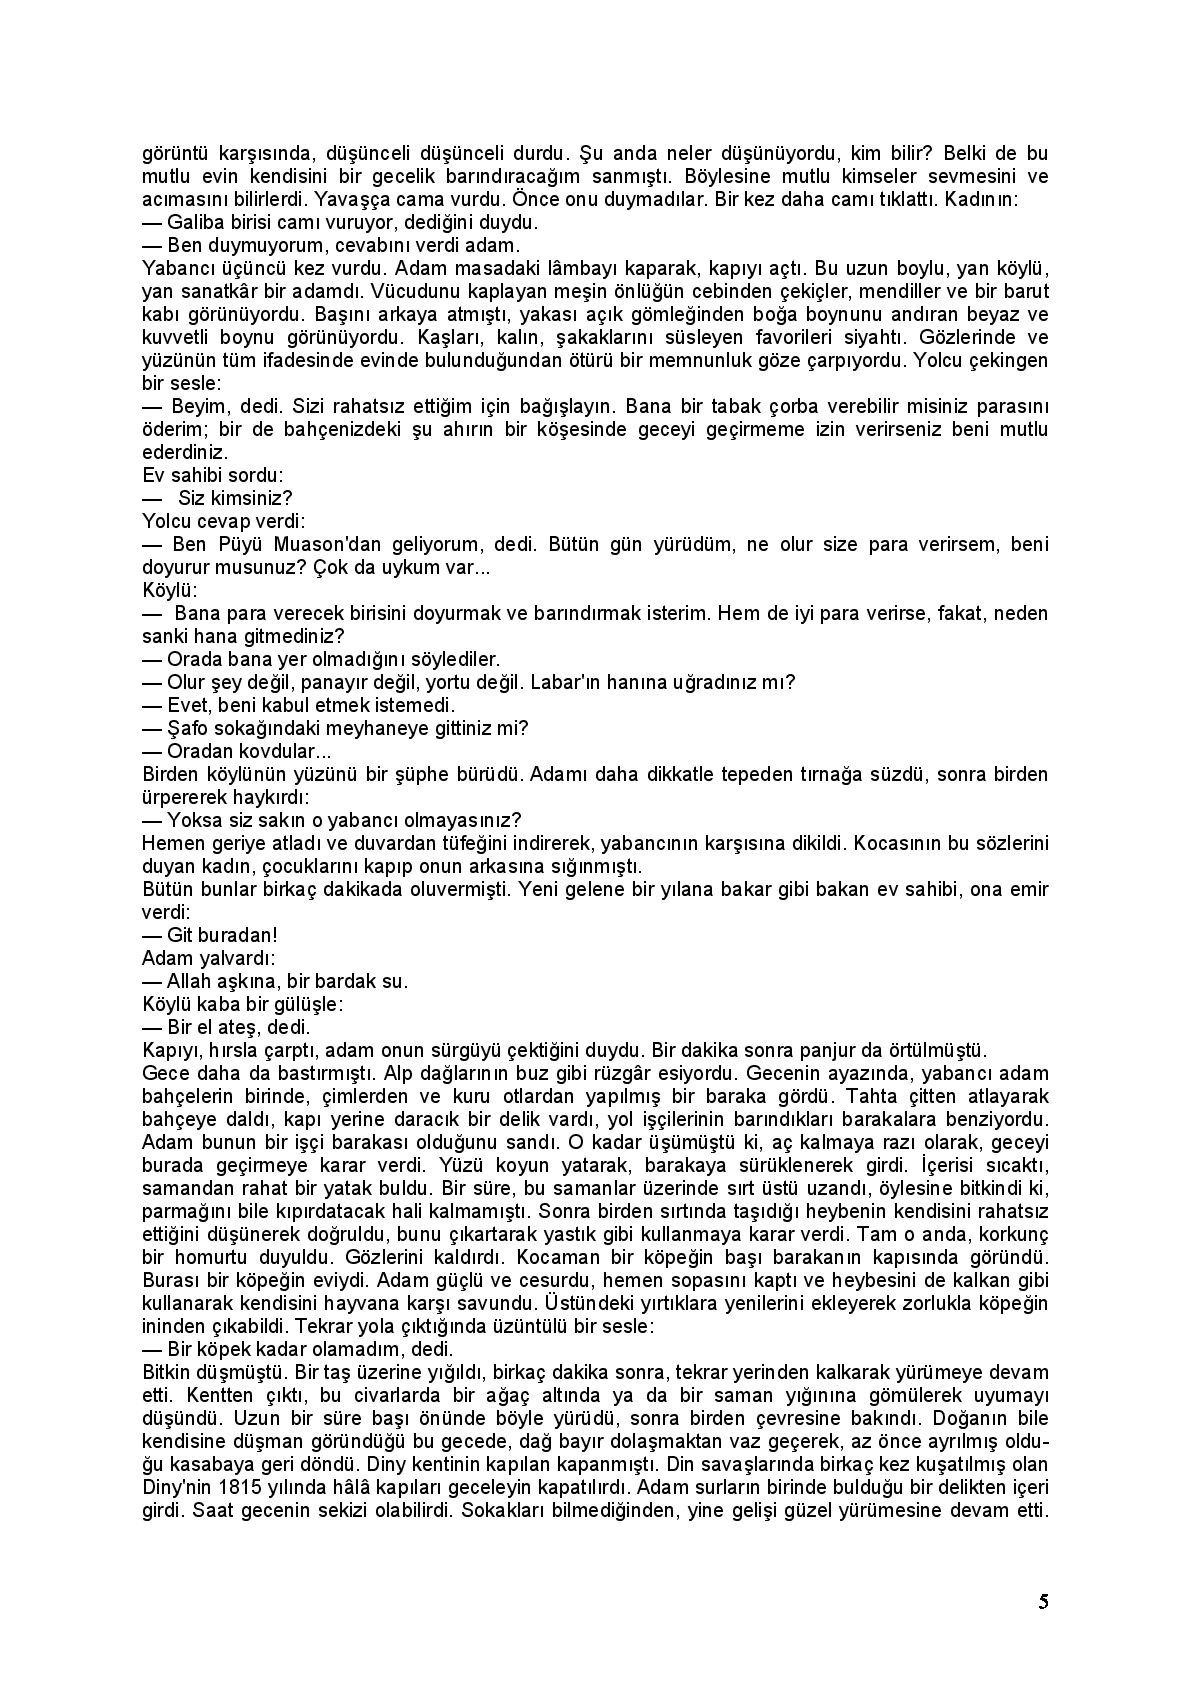 görüntü karşısında, düşünceli düşünceli durdu. Şu anda neler düşünüyordu, kim bilir? Belki de bu
mutlu evin kendisini bir gecelik barındıracağım sanmıştı. Böylesine mutlu kimseler sevmesini ve
acımasını bilirlerdi. Yavaşça cama vurdu. Önce onu duymadılar. Bir kez daha camı tıklattı. Kadının:
— Galiba birisi camı vuruyor, dediğini duydu.
— Ben duymuyorum, cevabını verdi adam.
Yabancı üçüncü kez vurdu. Adam masadaki lâmbayı kaparak, kapıyı açtı. Bu uzun boylu, yan köylü,
yan sanatkâr bir adamdı. Vücudunu kaplayan meşin önlüğün cebinden çekiçler, mendiller ve bir barut
kabı görünüyordu. Başını arkaya atmıştı, yakası açık gömleğinden boğa boynunu andıran beyaz ve
kuvvetli boynu görünüyordu. Kaşları, kalın, şakaklarını süsleyen favorileri siyahtı. Gözlerinde ve
yüzünün tüm ifadesinde evinde bulunduğundan ötürü bir memnunluk göze çarpıyordu. Yolcu çekingen
bir sesle:
— Beyim, dedi. Sizi rahatsız ettiğim için bağışlayın. Bana bir tabak çorba verebilir misiniz parasını
öderim; bir de bahçenizdeki şu ahırın bir köşesinde geceyi geçirmeme izin verirseniz beni mutlu
ederdiniz.
Ev sahibi sordu:
— Siz kimsiniz?
Yolcu cevap verdi:
— Ben Püyü Muason'dan geliyorum, dedi. Bütün gün yürüdüm, ne olur size para verirsem, beni
doyurur musunuz? Çok da uykum var...
Köylü:
— Bana para verecek birisini doyurmak ve barındırmak isterim. Hem de iyi para verirse, fakat, neden
sanki hana gitmediniz?
— Orada bana yer olmadığını söylediler.
— Olur şey değil, panayır değil, yortu değil. Labar'ın hanına uğradınız mı?
— Evet, beni kabul etmek istemedi.
— Şafo sokağındaki meyhaneye gittiniz mi?
— Oradan kovdular...
Birden köylünün yüzünü bir şüphe bürüdü. Adamı daha dikkatle tepeden tırnağa süzdü, sonra birden
ürpererek haykırdı:
— Yoksa siz sakın o yabancı olmayasınız?
Hemen geriye atladı ve duvardan tüfeğini indirerek, yabancının karşısına dikildi. Kocasının bu sözlerini
duyan kadın, çocuklarını kapıp onun arkasına sığınmıştı.
Bütün bunlar birkaç dakikada oluvermişti. Yeni gelene bir yılana bakar gibi bakan ev sahibi, ona emir
verdi:
— Git buradan!
Adam yalvardı:
— Allah aşkına, bir bardak su.
Köylü kaba bir gülüşle:
— Bir el ateş, dedi.
Kapıyı, hırsla çarptı, adam onun sürgüyü çektiğini duydu. Bir dakika sonra panjur da örtülmüştü.
Gece daha da bastırmıştı. Alp dağlarının buz gibi rüzgâr esiyordu. Gecenin ayazında, yabancı adam
bahçelerin birinde, çimlerden ve kuru otlardan yapılmış bir baraka gördü. Tahta çitten atlayarak
bahçeye daldı, kapı yerine daracık bir delik vardı, yol işçilerinin barındıkları barakalara benziyordu.
Adam bunun bir işçi barakası olduğunu sandı. O kadar üşümüştü ki, aç kalmaya razı olarak, geceyi
burada geçirmeye karar verdi. Yüzü koyun yatarak, barakaya sürüklenerek girdi. İçerisi sıcaktı,
samandan rahat bir yatak buldu. Bir süre, bu samanlar üzerinde sırt üstü uzandı, öylesine bitkindi ki,
parmağını bile kıpırdatacak hali kalmamıştı. Sonra birden sırtında taşıdığı heybenin kendisini rahatsız
ettiğini düşünerek doğruldu, bunu çıkartarak yastık gibi kullanmaya karar verdi. Tam o anda, korkunç
bir homurtu duyuldu. Gözlerini kaldırdı. Kocaman bir köpeğin başı barakanın kapısında göründü.
Burası bir köpeğin eviydi. Adam güçlü ve cesurdu, hemen sopasını kaptı ve heybesini de kalkan gibi
kullanarak kendisini hayvana karşı savundu. Üstündeki yırtıklara yenilerini ekleyerek zorlukla köpeğin
ininden çıkabildi. Tekrar yola çıktığında üzüntülü bir sesle:
— Bir köpek kadar olamadım, dedi.
Bitkin düşmüştü. Bir taş üzerine yığıldı, birkaç dakika sonra, tekrar yerinden kalkarak yürümeye devam
etti. Kentten çıktı, bu civarlarda bir ağaç altında ya da bir saman yığınına gömülerek uyumayı
düşündü. Uzun bir süre başı önünde böyle yürüdü, sonra birden çevresine bakındı. Doğanın bile
kendisine düşman göründüğü bu gecede, dağ bayır dolaşmaktan vaz geçerek, az önce ayrılmış oldu-
ğu kasabaya geri döndü. Diny kentinin kapılan kapanmıştı. Din savaşlarında birkaç kez kuşatılmış olan
Diny'nin 1815 yılında hâlâ kapıları geceleyin kapatılırdı. Adam surların birinde bulduğu bir delikten içeri
girdi. Saat gecenin sekizi olabilirdi. Sokakları bilmediğinden, yine gelişi güzel yürümesine devam etti.
5